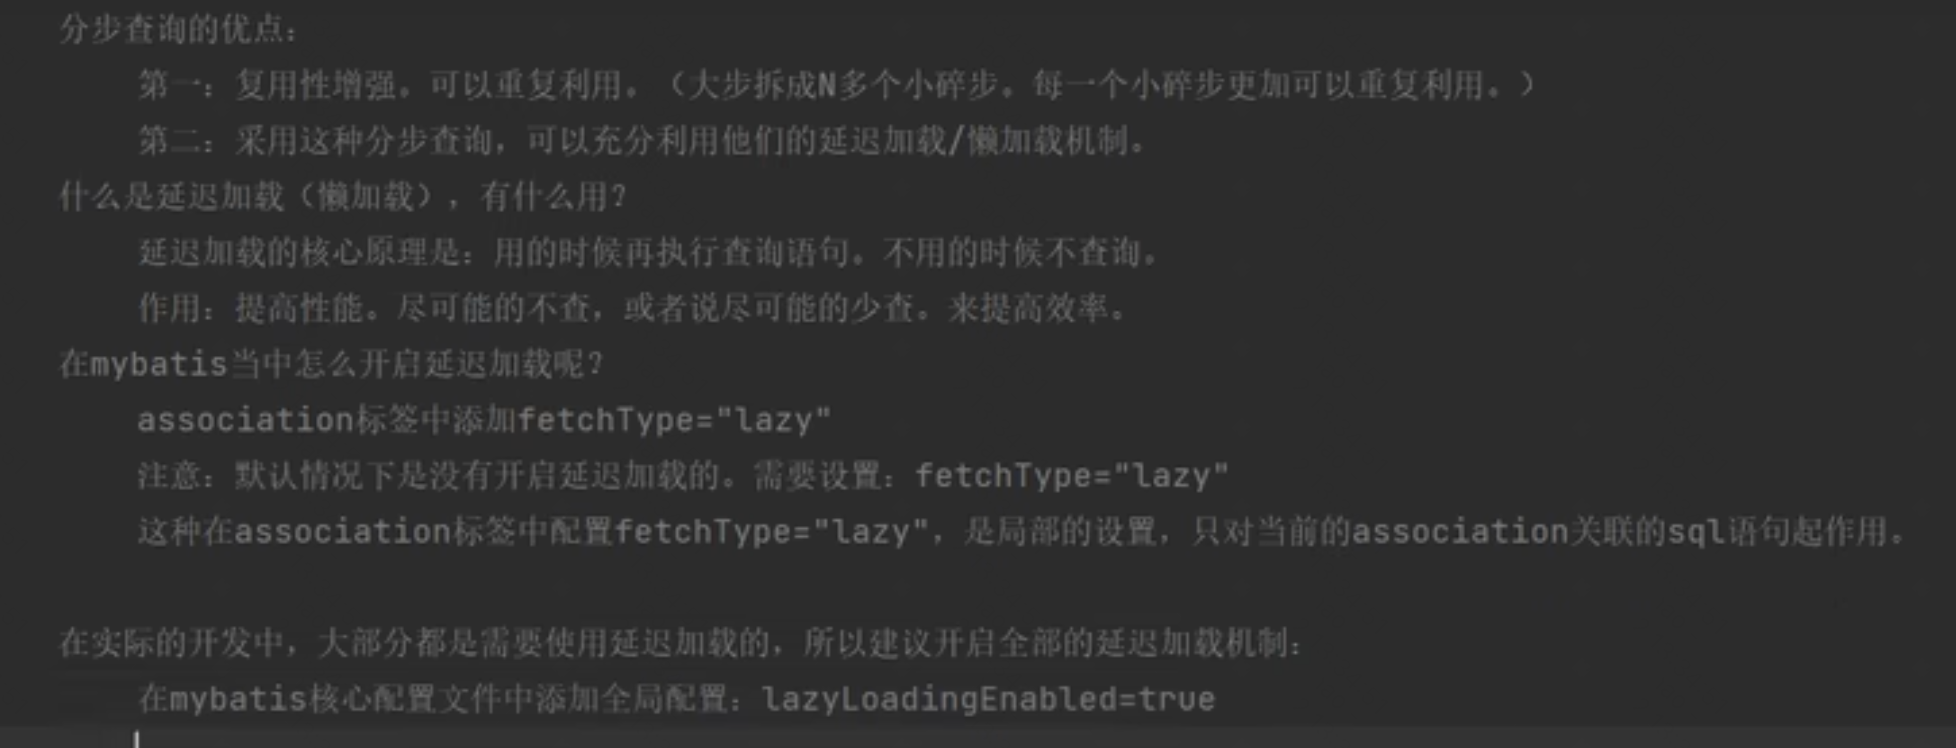 分步查询的优点：
第一：复用性增强。可以重复利用。（大步拆成N多个小碎步。每一个小碎步更加可以重复利用。）
第二：采用这种分步查询，可以充分利用他们的延迟加载/懒加载机制。
什么是延迟加载（懒加载），有什么用？
延迟加载的核心原理是：用的时候再执行查询语句。不用的时候不查询。
作用：提高性能。尽可能的不查，或者说尽可能的少查。来提高效率。
在mybatis当中怎么开启延迟加载呢？
association标签中添加fetchType="lazy"
注意：默认情况下是没有开启延迟加载的。需要设置：fetchType="lazy"
这种在association标签中配置fetchType="lazy"，是局部的设置，只对当前的association关联的sql语句起作用。
在实际的开发中，大部分都是需要使用延迟加载的，所以建议开启全部的延迟加载机制：
在mybatis核心配置文件中添加全局配置：lazyLoadingEnabled=true